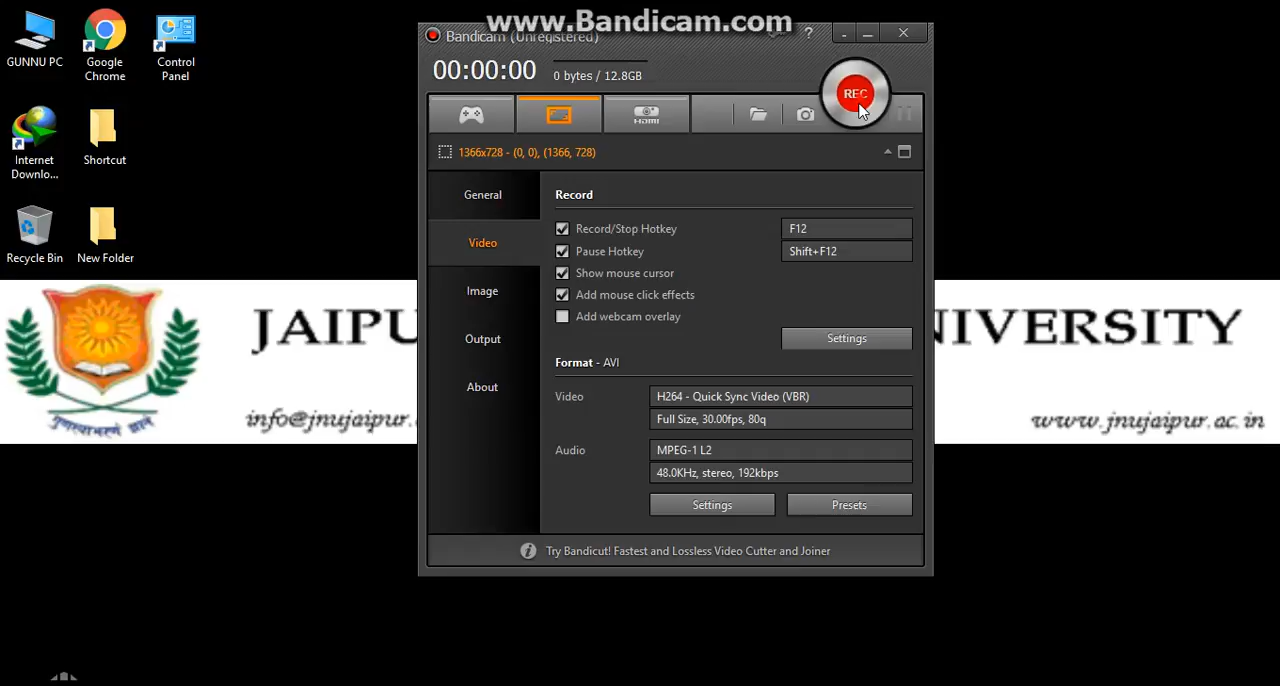 www.Bandicam.com
GUNNU PC
Google
Chrome
Control
Panel
Internet
Downlo...
Shortcut
Recycle Bin
New Folder
Bandicam (Unregistered)
?
00:00:00
0 bytes / 12.8GB
REC
HDMI
1366x728 - (0, 0), (1366, 728)
General
Video
Image
Output
About
Record
Record/Stop Hotkey
F12
Pause Hotkey
Shift+F12
Show mouse cursor
Add mouse click effects
Add webcam overlay
Settings
Format - AVI
Video
H264 - Quick Sync Video (VBR)
Full Size, 30.00fps, 80q
Audio
MPEG-1 L2
48.0KHz, stereo, 192kbps
Settings
Presets
Try Bandicut! Fastest and Lossless Video Cutter and Joiner
JAIPU
NIVERSITY
info@jnujaipur.
www.jnujaipur.ac.in